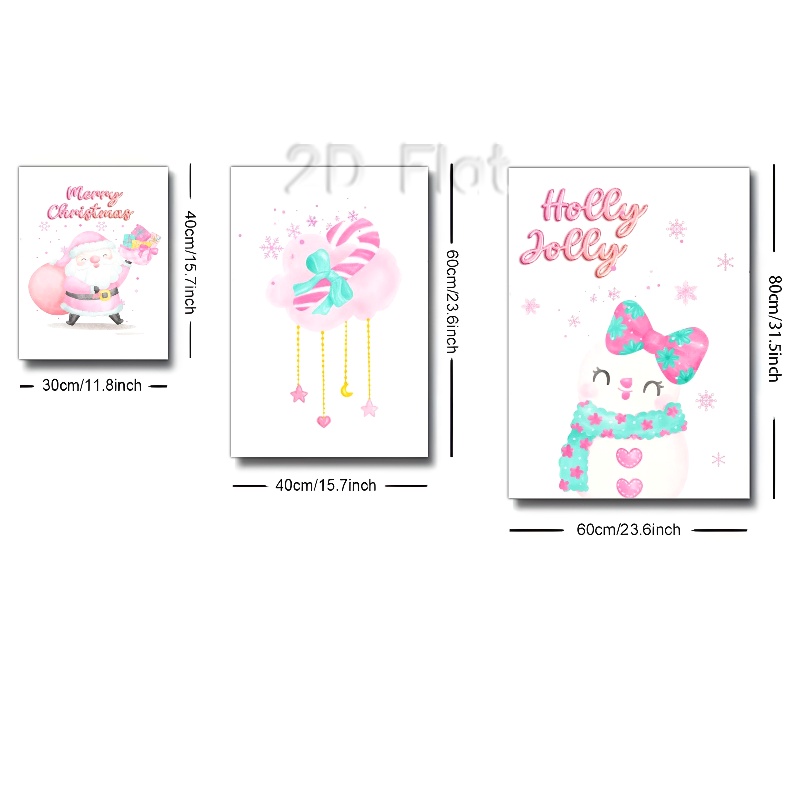 2D Flat
Merry
Christmas
40cm/15.7inch
30cm/11.8inch
60cm/23.6inch
40cm/15.7inch
Holly
Jolly
80cm/31.5inch
60cm/23.6inch